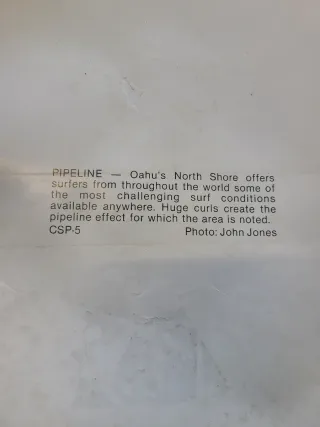 PIPELINE — Oahu's North Shore offers
surfers from throughout the world some of
the most challenging surf conditions
available anywhere. Huge curls create the
pipeline effect for which the area is noted.
CSP-5 Photo: John Jones